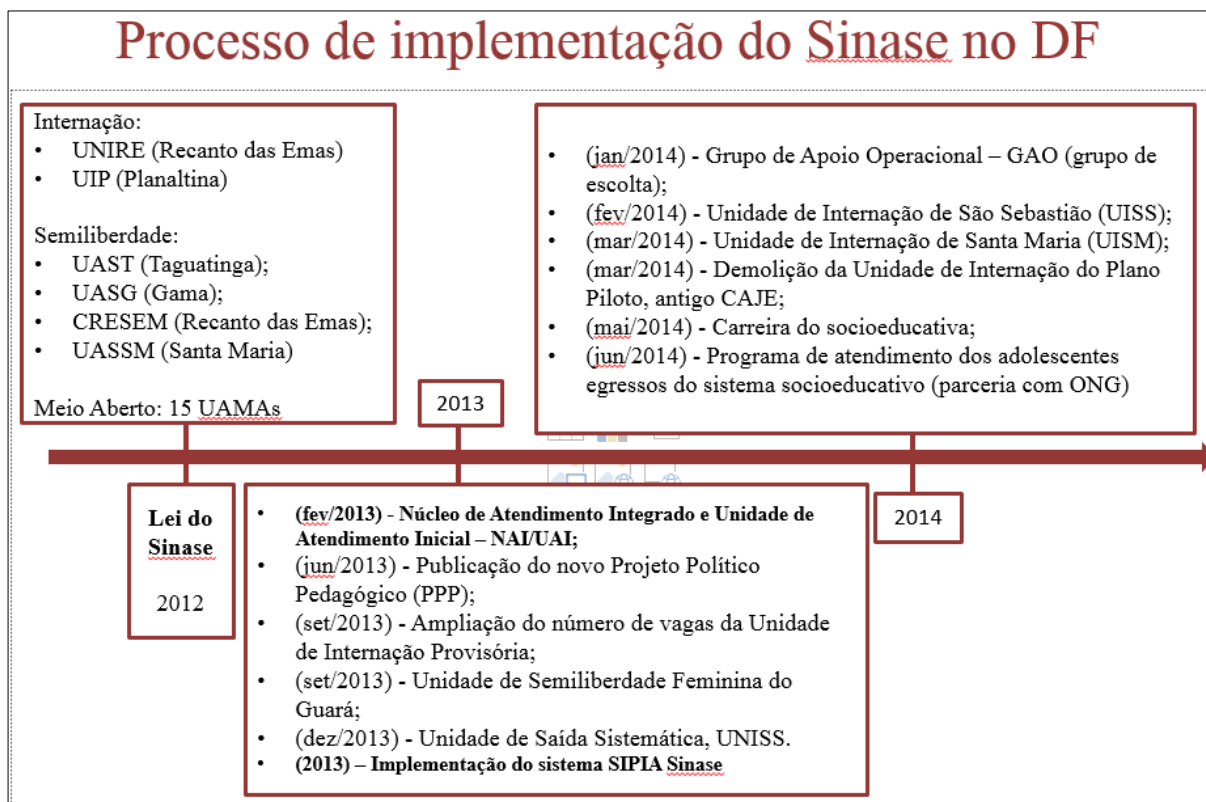 Processo de implementação do Sinase no DF
Internação:
• UNIRE (Recanto das Emas)
• UIP (Planaltina)
Semiliberdade:
• UAST (Taguatinga);
• UASG (Gama);
• CRESEM (Recanto das Emas);
• UASSM (Santa Maria)
Meio Aberto: 15 UAMAs
Lei do
Sinase
2012
2013
• (fev/2013) - Núcleo de Atendimento Integrado e Unidade de
Atendimento Inicial – NAI/UAI;
• (jun/2013) - Publicação do novo Projeto Político
Pedagógico (PPP);
• (set/2013) - Ampliação do número de vagas da Unidade
de Internação Provisória;
• (set/2013) - Unidade de Semiliberdade Feminina do
Guará;
• (dez/2013) - Unidade de Saída Sistemática, UNISS.
• (2013) – Implementação do sistema SIPIA Sinase
• (jan/2014) - Grupo de Apoio Operacional – GAO (grupo de
escolta);
• (fev/2014) - Unidade de Internação de São Sebastião (UISS);
• (mar/2014) - Unidade de Internação de Santa Maria (UISM);
• (mar/2014) - Demolição da Unidade de Internação do Plano
Piloto, antigo CAJE;
• (mai/2014) - Carreira do socioeducativa;
• (jun/2014) - Programa de atendimento dos adolescentes
egressos do sistema socioeducativo (parceria com ONG)
2014